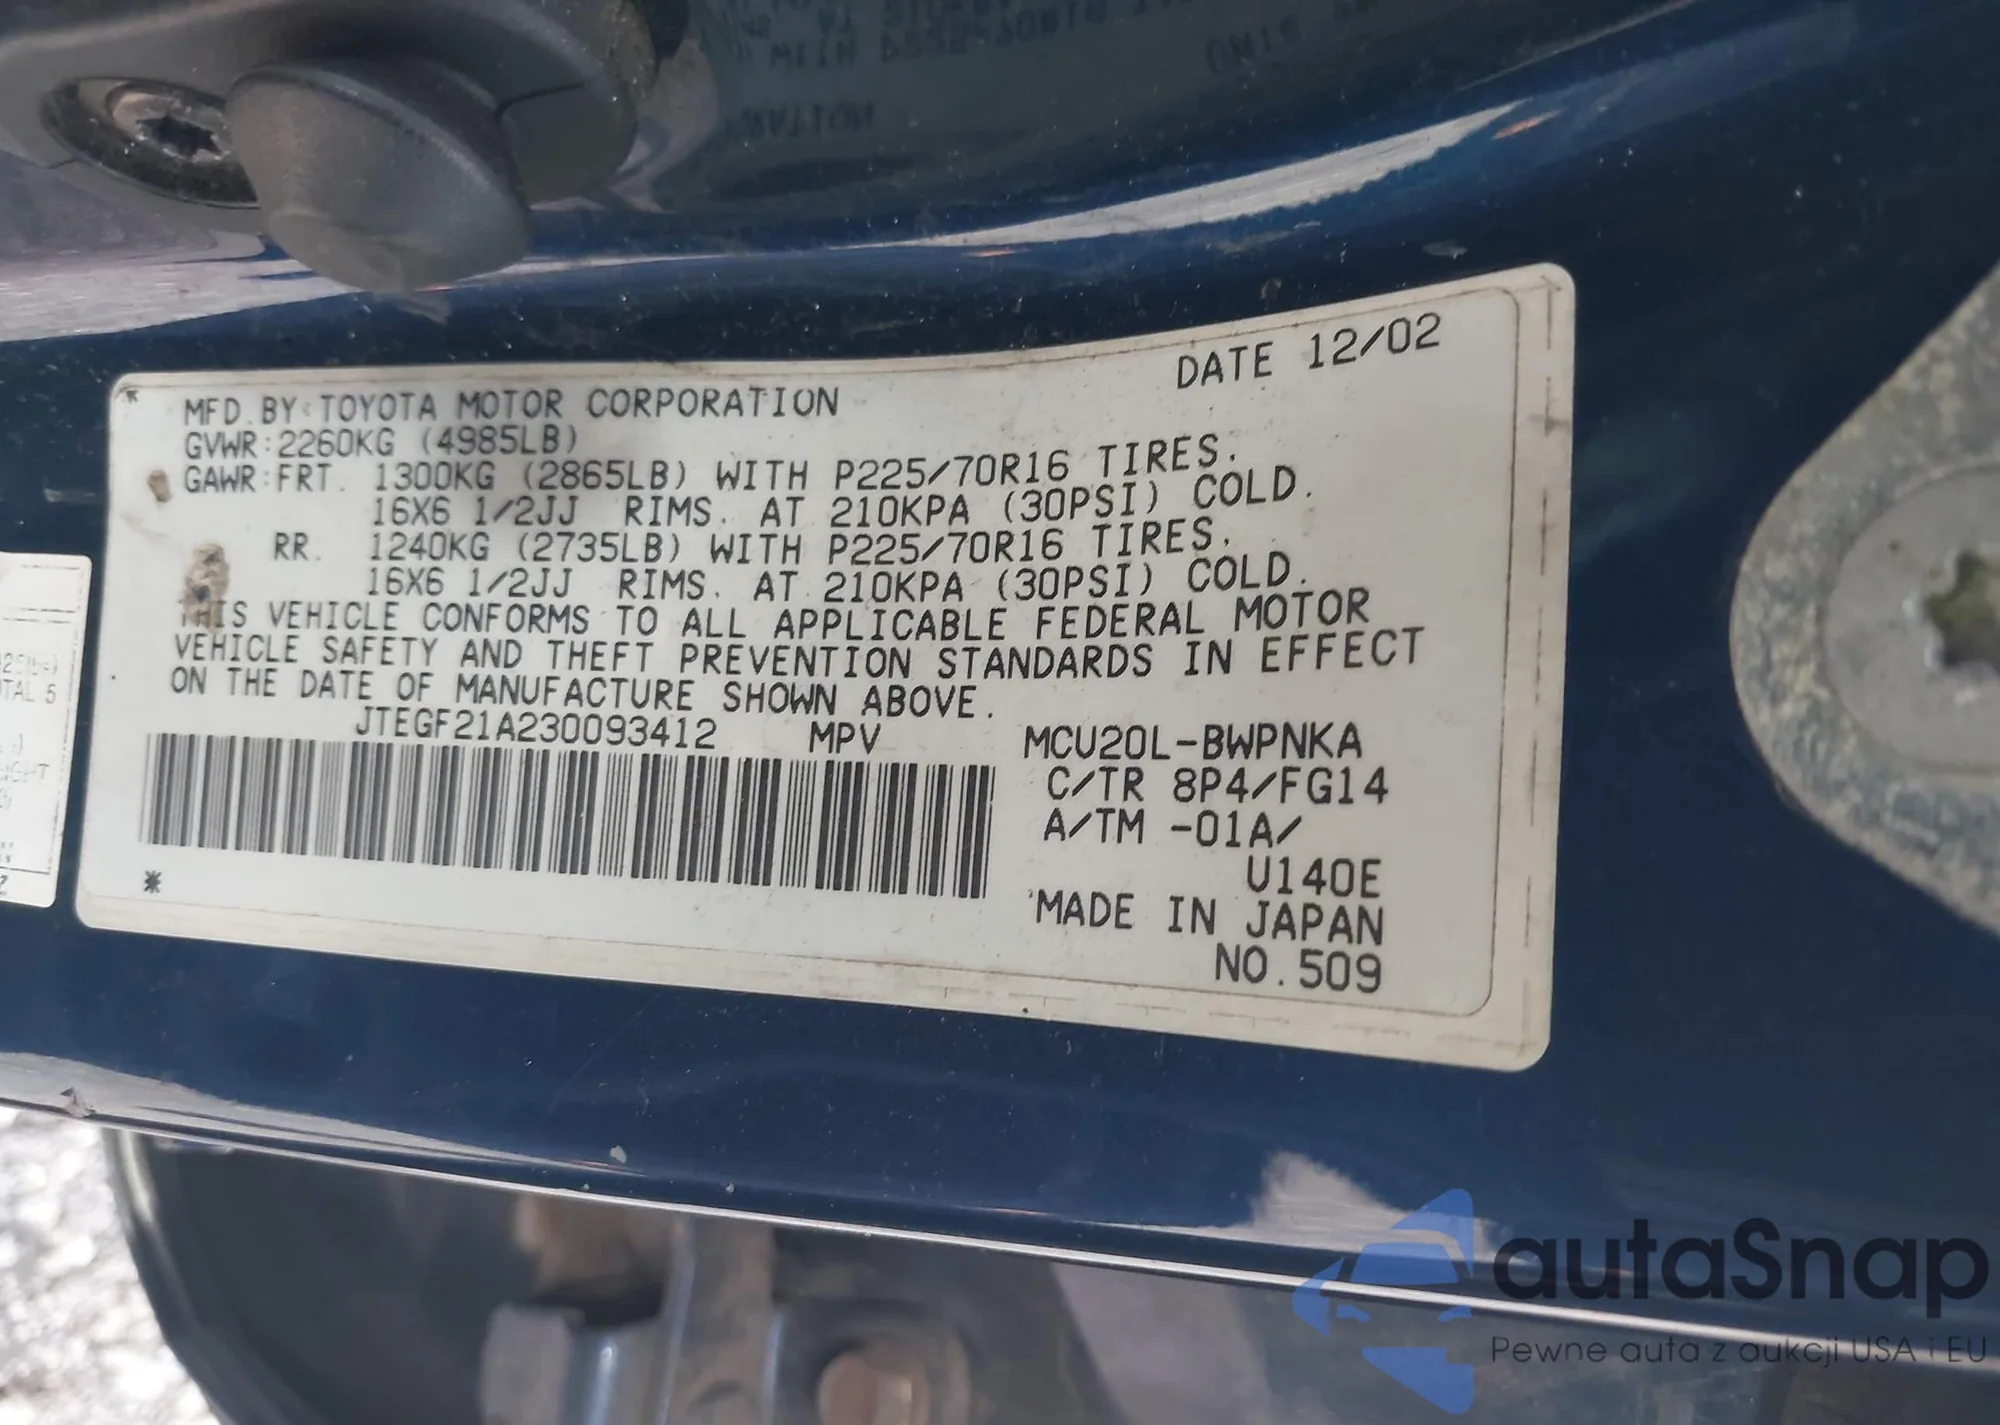 DATE 12/02
MFD. BY: TOYOTA MOTOR CORPORATION
GVWR: 2260KG (4985LB)
GAWR: FRT. 1300KG (2865LB) WITH P225/70R16 TIRES.
16X6 1/2JJ RIMS. AT 210KPA (30PSI) COLD.
RR. 1240KG (2735LB) WITH P225/70R16 TIRES.
16X6 1/2JJ RIMS. AT 210KPA (30PSI) COLD.
THIS VEHICLE CONFORMS TO ALL APPLICABLE FEDERAL MOTOR
VEHICLE SAFETY AND THEFT PREVENTION STANDARDS IN EFFECT
ON THE DATE OF MANUFACTURE SHOWN ABOVE.
JTEGF21A230093412 MPV MCU20L-BWPNKA
C/TR 8P4/FG14
A/TM -01A/
U140E
*
MADE IN JAPAN
NO. 509
autaSnap
Pewne auta z aukcji USA i EU